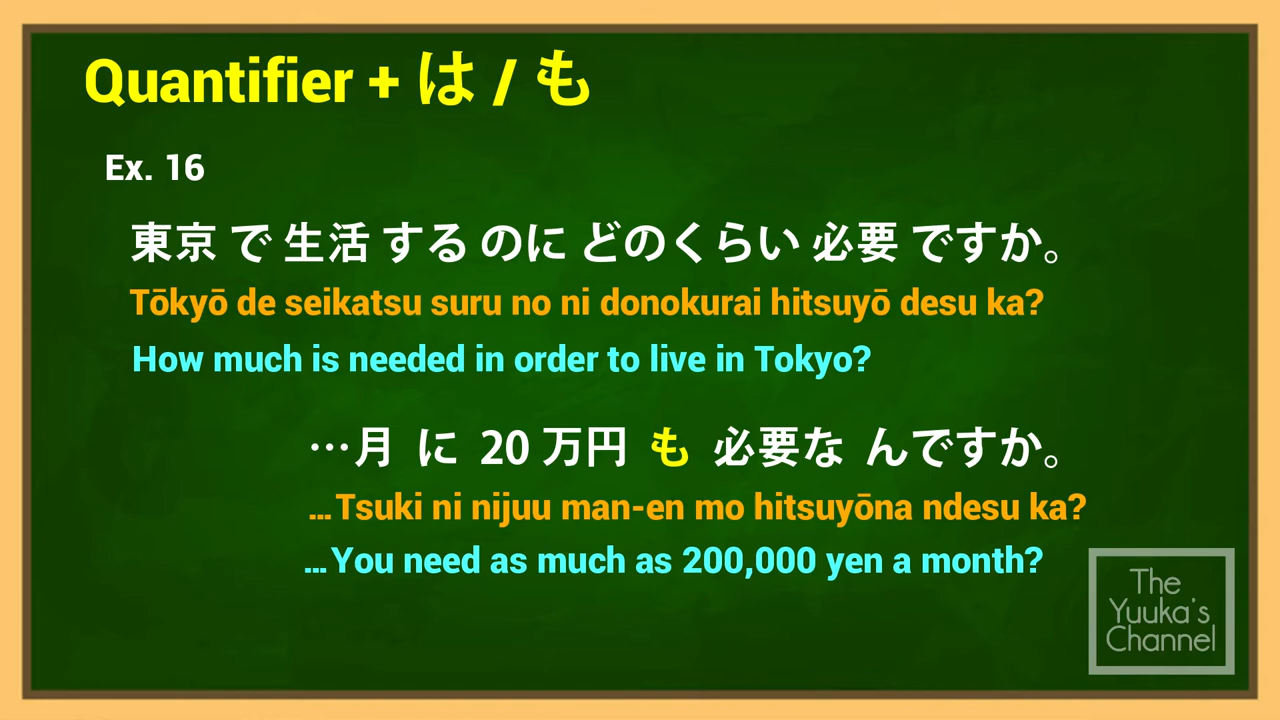 Quantifier + は / も
Ex. 16
東京 で 生活 する のに どのくらい 必要 ですか。
Tōkyō de seikatsu suru no ni donokurai hitsuyō desu ka?
How much is needed in order to live in Tokyo?
…月 に 20 万円 も 必要な んですか。
...Tsuki ni nijuu man-en mo hitsuyōna ndesu ka?
...You need as much as 200,000 yen a month?
The
Yuuka's
Channel